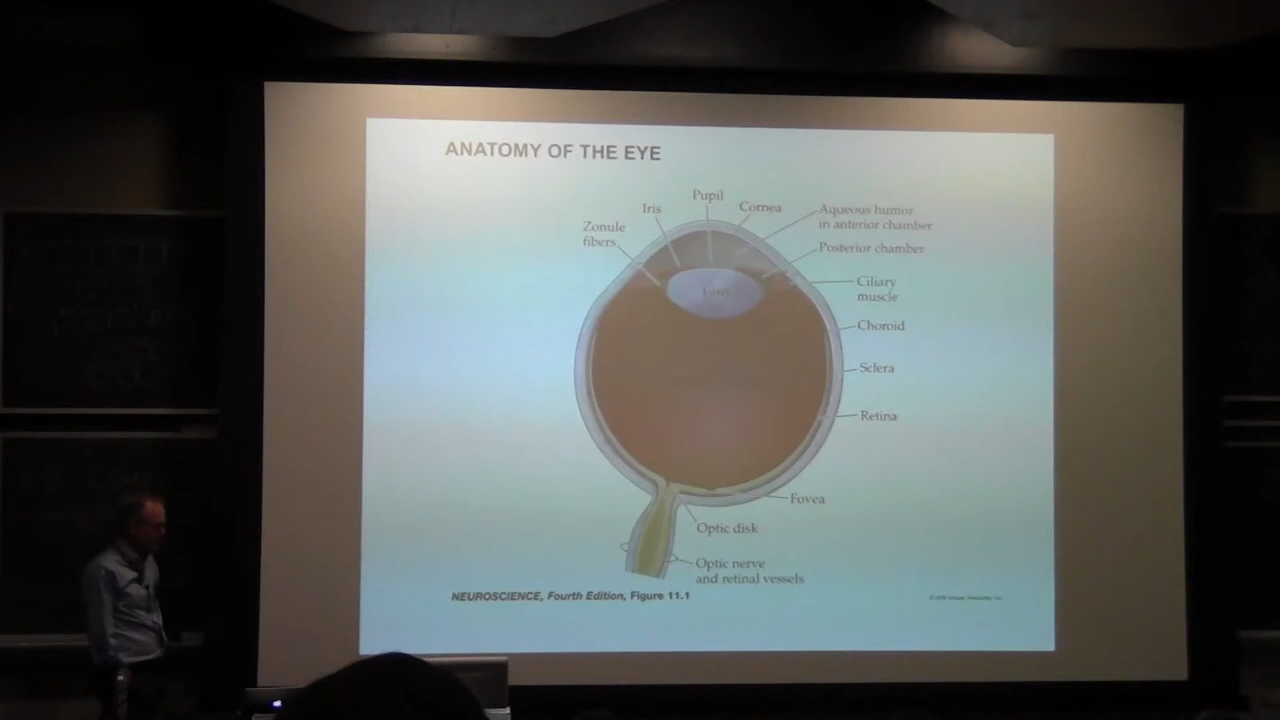 ANATOMY OF THE EYE
Pupil
Iris
Cornea
Zonule
fibers
Aqueous humor
in anterior chamber
Posterior chamber
Lens
Ciliary
muscle
Choroid
Sclera
Retina
Fovea
Optic disk
Optic nerve
and retinal vessels
NEUROSCIENCE, Fourth Edition, Figure 11.1